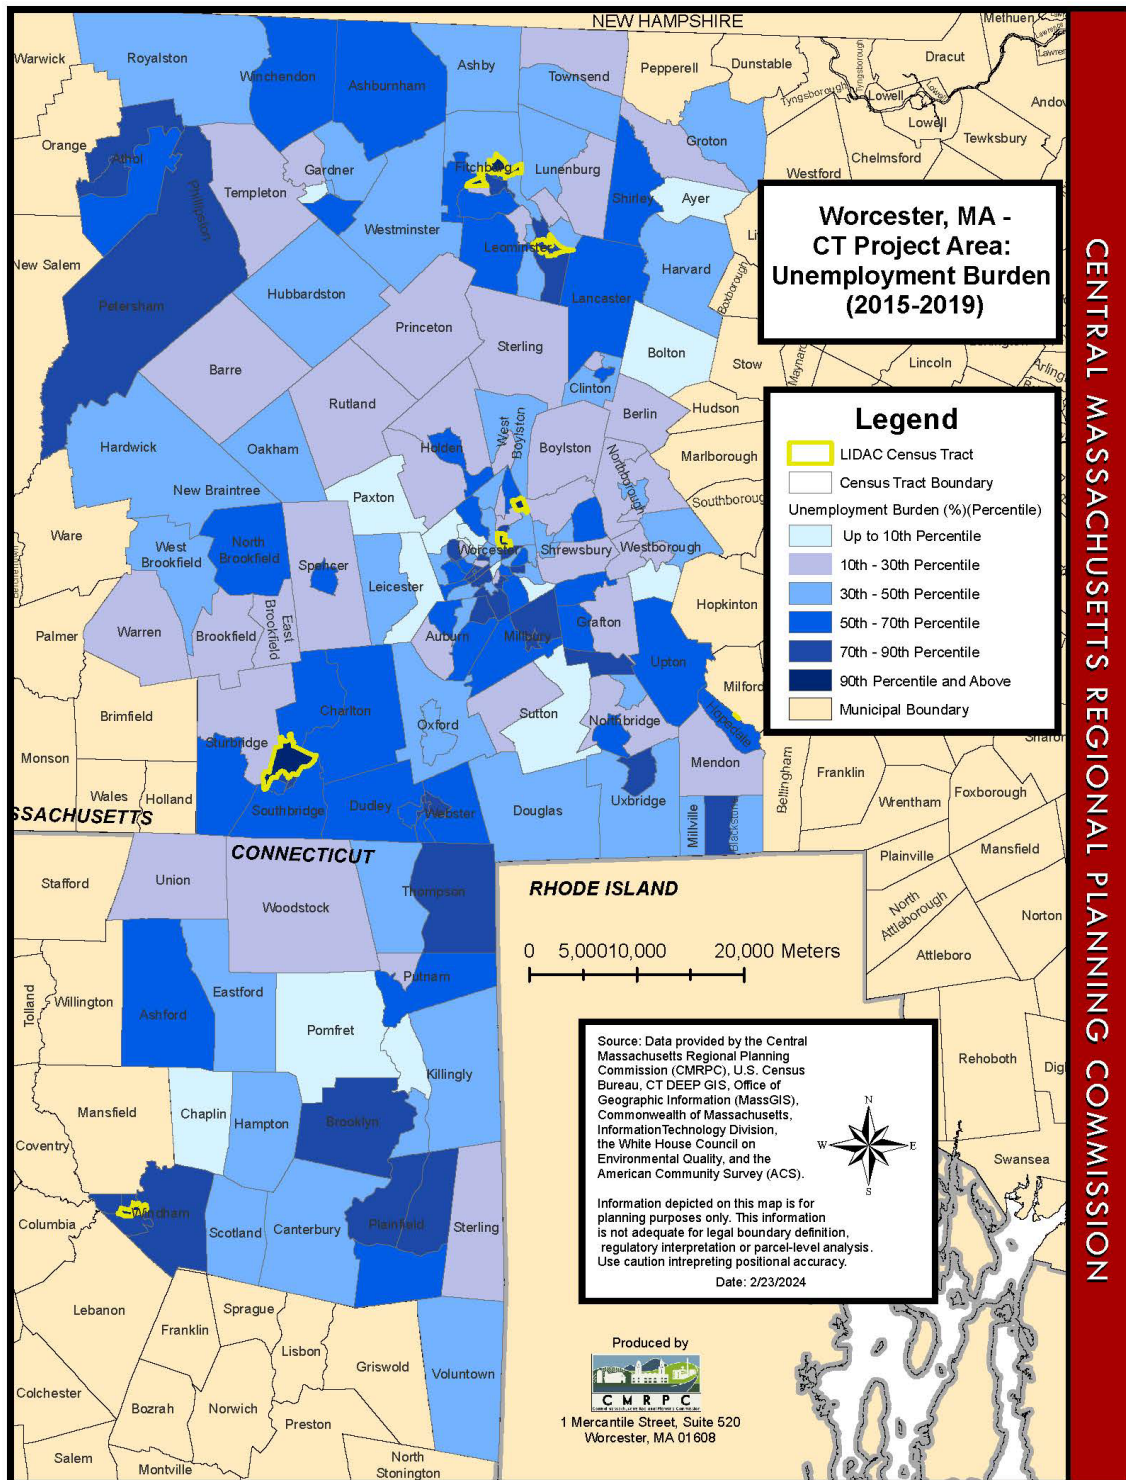 NEW HAMPSHIRE
Methuen
Warwick
Royalston
Winchendon
Ashburnham
Ashby
Townsend
Pepperell
Dunstable
Tyngsborough
Tyngsborough
Dracut
Lowell
Lowell
Lowell
Tewksbury
Chelmsford
Westford
Orange
Athol
Phillipston
Templeton
Gardner
Fitchburg
Lunenburg
Groton
Shirley
Ayer
Westminster
Leominster
Harvard
Boxborough
New Salem
Petersham
Hubbardston
Lancaster
Princeton
Sterling
Bolton
Stow
Lincoln
Barre
Rutland
Clinton
Berlin
Hudson
Marlborough
Hardwick
Oakham
Holden
West
Boylston
Boylston
Northborough
New Braintree
Paxton
Ware
West
Brookfield
North
Brookfield
Spencer
Leicester
Worcester
Shrewsbury
Westborough
Hopkinton
Palmer
Warren
Brookfield
East
Brookfield
Auburn
Millbury
Grafton
Upton
Milford
Brimfield
Charlton
Oxford
Sutton
Northbridge
Hopedale
Mendon
Sturbridge
Monson
Wales
Holland
Southbridge
Dudley
Webster
Douglas
Uxbridge
Millville
Blackstone
Bellingham
Franklin
Wrentham
Foxborough
Plainville
Mansfield
North
Attleborough
Norton
Attleboro
Rehoboth
Swansea
SSACHUSETTS
CONNECTICUT
RHODE ISLAND
Stafford
Union
Woodstock
Thompson
Putnam
Tolland
Willington
Ashford
Eastford
Pomfret
Killingly
Mansfield
Chaplin
Hampton
Brooklyn
Coventry
Columbia
Windham
Scotland
Canterbury
Plainfield
Sterling
Lebanon
Franklin
Sprague
Lisbon
Griswold
Voluntown
Colchester
Bozrah
Norwich
Preston
Salem
Montville
North
Stonington
Worcester, MA -
CT Project Area:
Unemployment Burden
(2015-2019)
Legend
LIDAC Census Tract
Census Tract Boundary
Unemployment Burden (%)(Percentile)
Up to 10th Percentile
10th - 30th Percentile
30th - 50th Percentile
50th - 70th Percentile
70th - 90th Percentile
90th Percentile and Above
Municipal Boundary
0 5,000 10,000 20,000 Meters
Source: Data provided by the Central
Massachusetts Regional Planning
Commission (CMRPC), U.S. Census
Bureau, CT DEEP GIS, Office of
Geographic Information (MassGIS),
Commonwealth of Massachusetts,
InformationTechnology Division,
the White House Council on
Environmental Quality, and the
American Community Survey (ACS).
Information depicted on this map is for
planning purposes only. This information
is not adequate for legal boundary definition,
regulatory interpretation or parcel-level analysis.
Use caution intrepreting positional accuracy.
Date: 2/23/2024
N
W
E
S
Produced by
CMRPC
1 Mercantile Street, Suite 520
Worcester, MA 01608
CENTRAL MASSACHUSETTS REGIONAL PLANNING COMMISSION